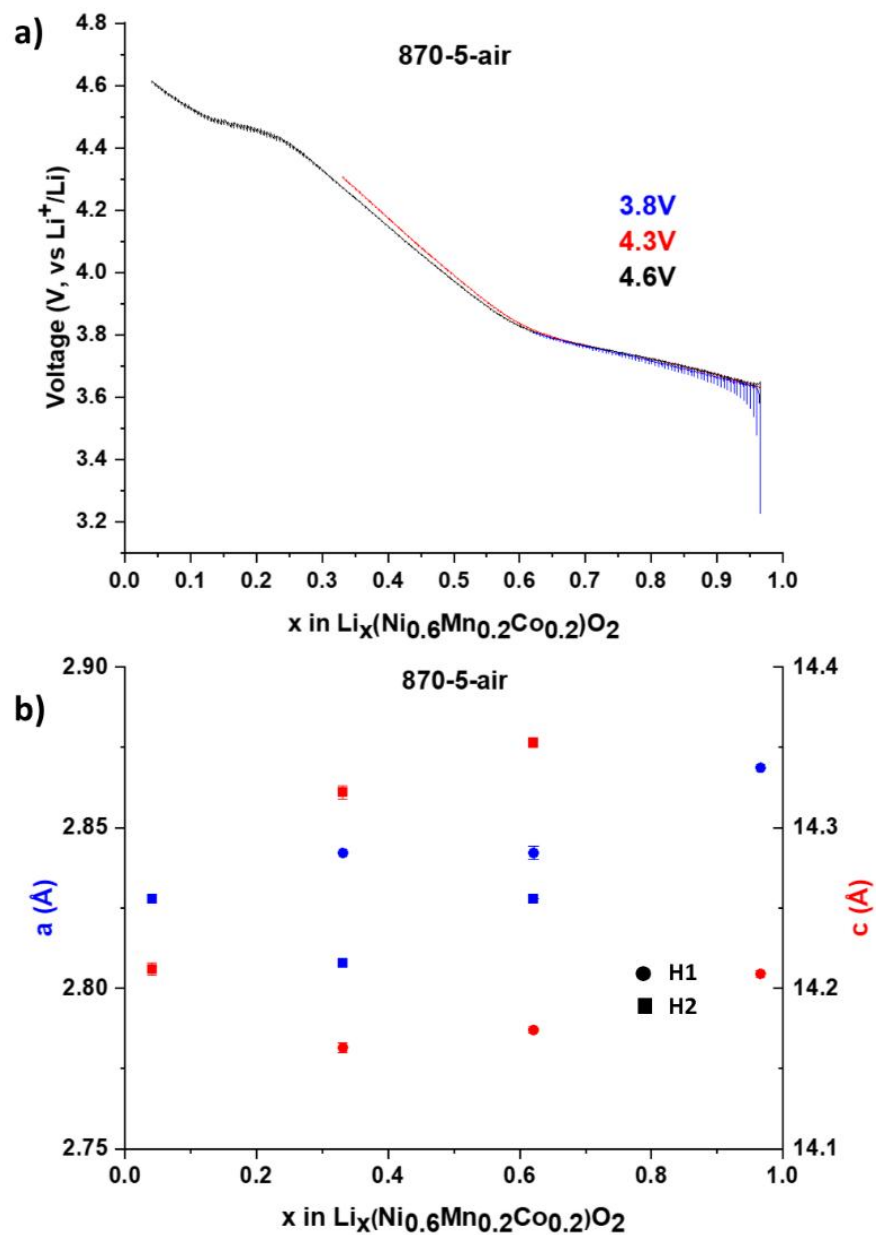 a)
870-5-air
4.8
4.6
4.4
4.2
4.0
3.8
3.6
3.4
3.2
Voltage (V, vs Li⁺/Li)
3.8V
4.3V
4.6V
0.0 0.1 0.2 0.3 0.4 0.5 0.6 0.7 0.8 0.9 1.0
x in Liₓ(Ni₀.₆Mn₀.₂Co₀.₂)O₂
b)
870-5-air
2.90
2.85
2.80
2.75
a (Å)
14.4
14.3
14.2
14.1
c (Å)
H1
H2
0.0 0.2 0.4 0.6 0.8 1.0
x in Liₓ(Ni₀.₆Mn₀.₂Co₀.₂)O₂